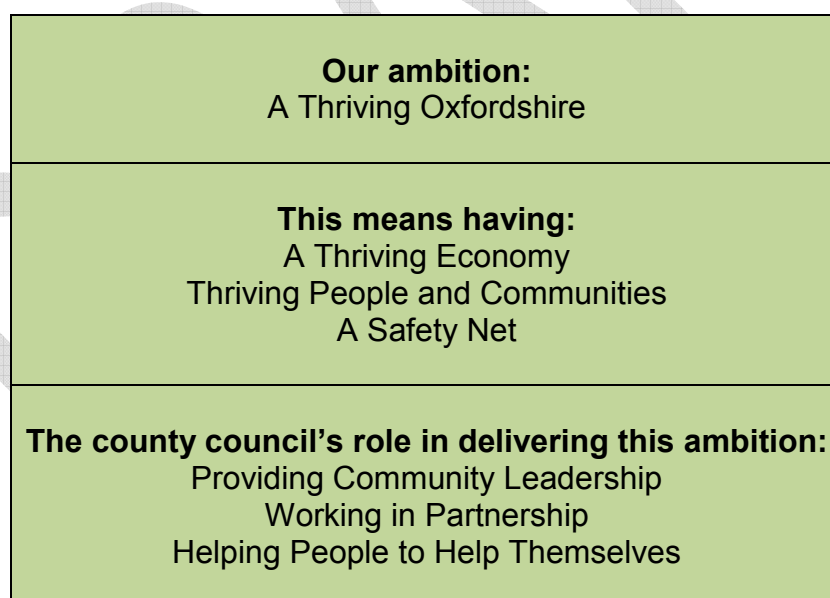 Our ambition:
A Thriving Oxfordshire
This means having:
A Thriving Economy
Thriving People and Communities
A Safety Net
The county council’s role in delivering this ambition:
Providing Community Leadership
Working in Partnership
Helping People to Help Themselves